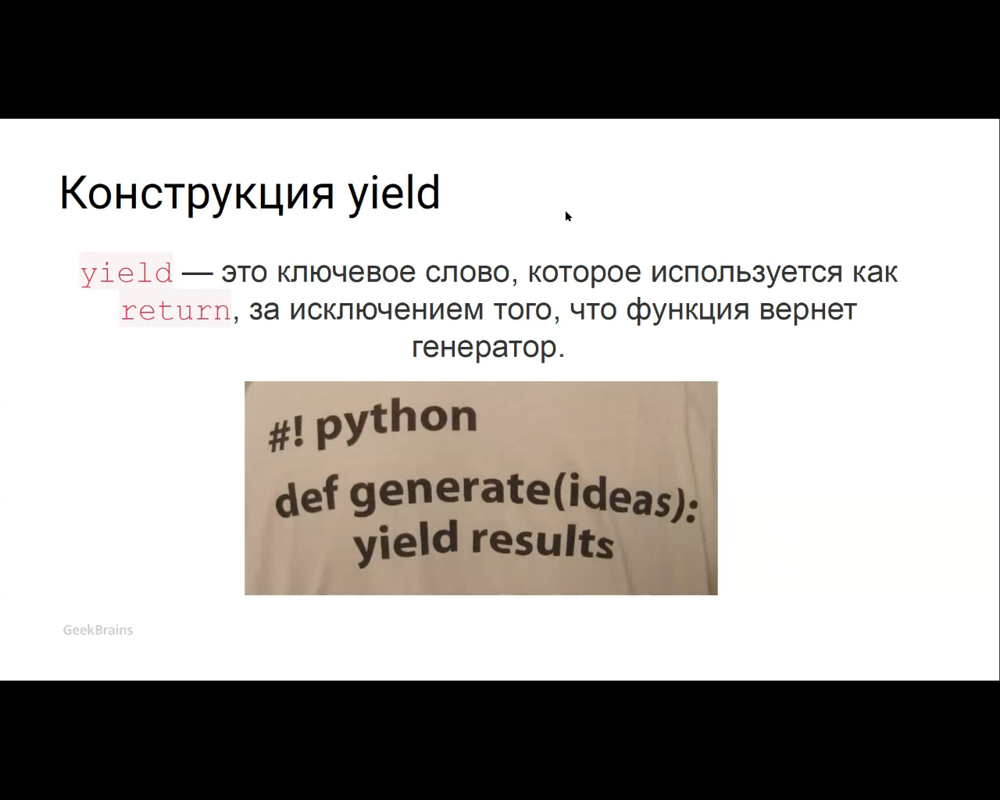 Конструкция yield
yield — это ключевое слово, которое используется как
return, за исключением того, что функция вернет
генератор.
#! python
def generate(ideas):
yield results
GeekBrains